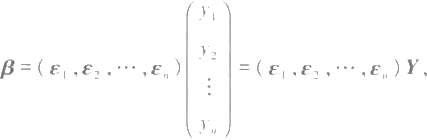 β = ( ε₁ , ε₂ , ⋯ , εₙ ) ( y₁ y₂ ⋮ yₙ ) = ( ε₁ , ε₂ , ⋯ , εₙ ) Y ,